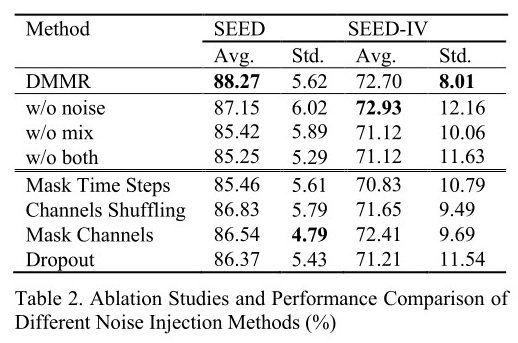 Method SEED SEED-IV
Avg. Std. Avg. Std.
DMMR 88.27 5.62 72.70 8.01
w/o noise 87.15 6.02 72.93 12.16
w/o mix 85.42 5.89 71.12 10.06
w/o both 85.25 5.29 71.12 11.63
Mask Time Steps 85.46 5.61 70.83 10.79
Channels Shuffling 86.83 5.79 71.65 9.49
Mask Channels 86.54 4.79 72.41 9.69
Dropout 86.37 5.43 71.21 11.54
Table 2. Ablation Studies and Performance Comparison of
Different Noise Injection Methods (%)